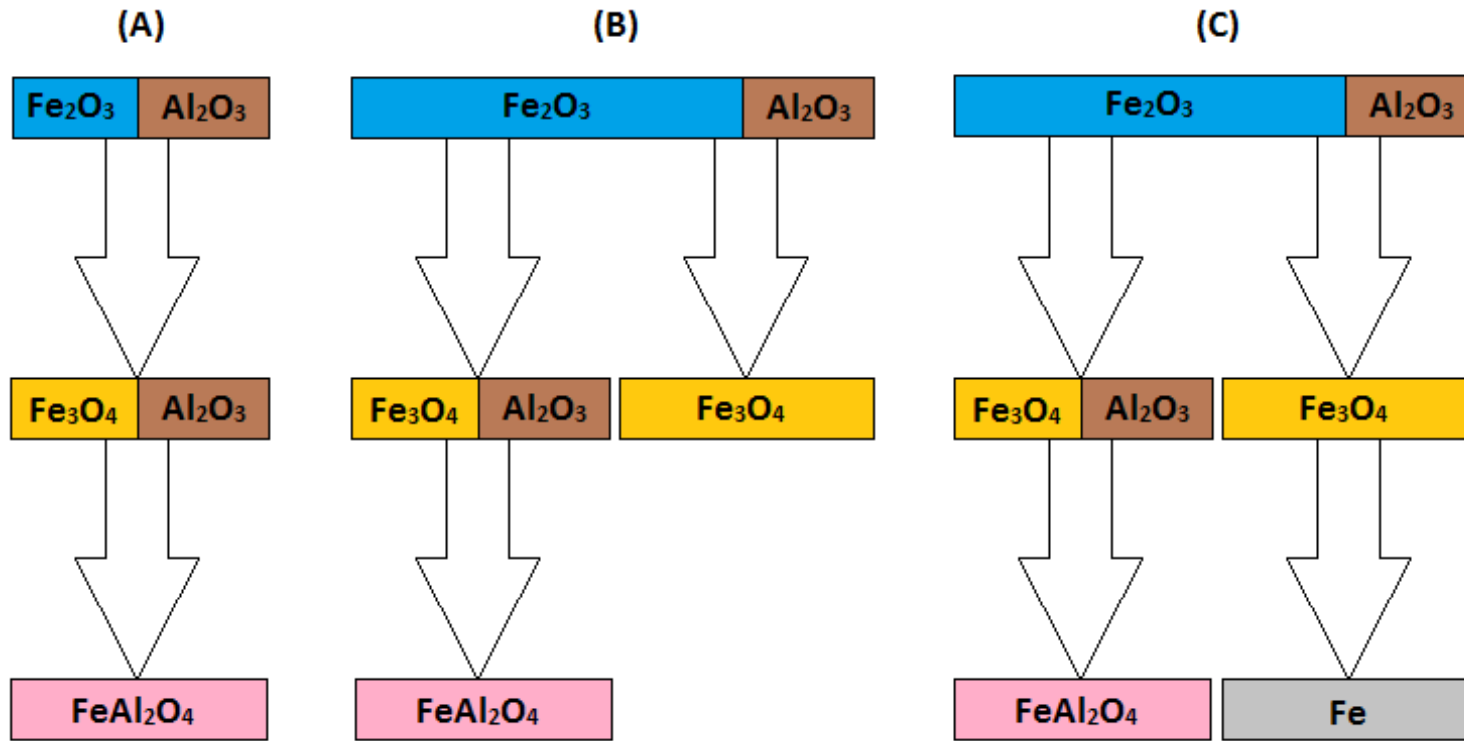 (A)
(B)
(C)
Fe₂O₃ Al₂O₃
Fe₂O₃ Al₂O₃
Fe₂O₃ Al₂O₃
Fe₃O₄ Al₂O₃
Fe₃O₄ Al₂O₃
Fe₃O₄
Fe₃O₄ Al₂O₃
Fe₃O₄
FeAl₂O₄
FeAl₂O₄
FeAl₂O₄
Fe